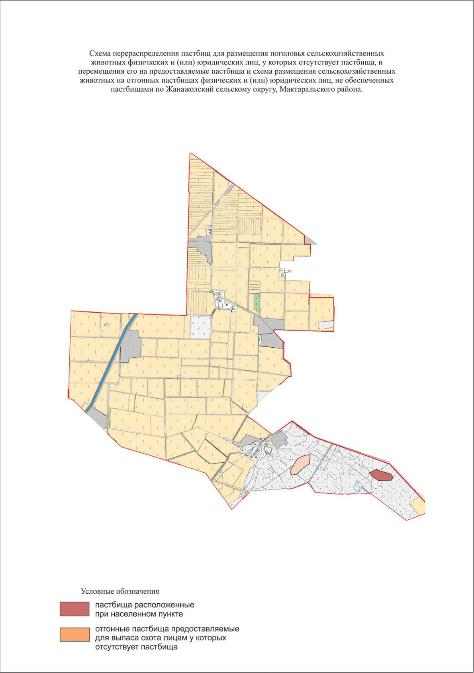 Схема перераспределения пастбищ для размещения поголовья сельскохозяйственных
животных физических и (или) юридических лиц, у которых отсутствует пастбища, и
перемещения его на предоставляемые пастбища и схема размещения сельскохозяйственных
животных на отгонных пастбищах физических и (или) юридических лиц, не обеспеченных
пастбищами по Жанажолский сельскому округу, Мактаральского района.
Условные обозначения
пастбища расположенные
при населенном пункте
отгонные пастбища предоставляемые
для выпаса скота лицам у которых
отсутствует пастбища